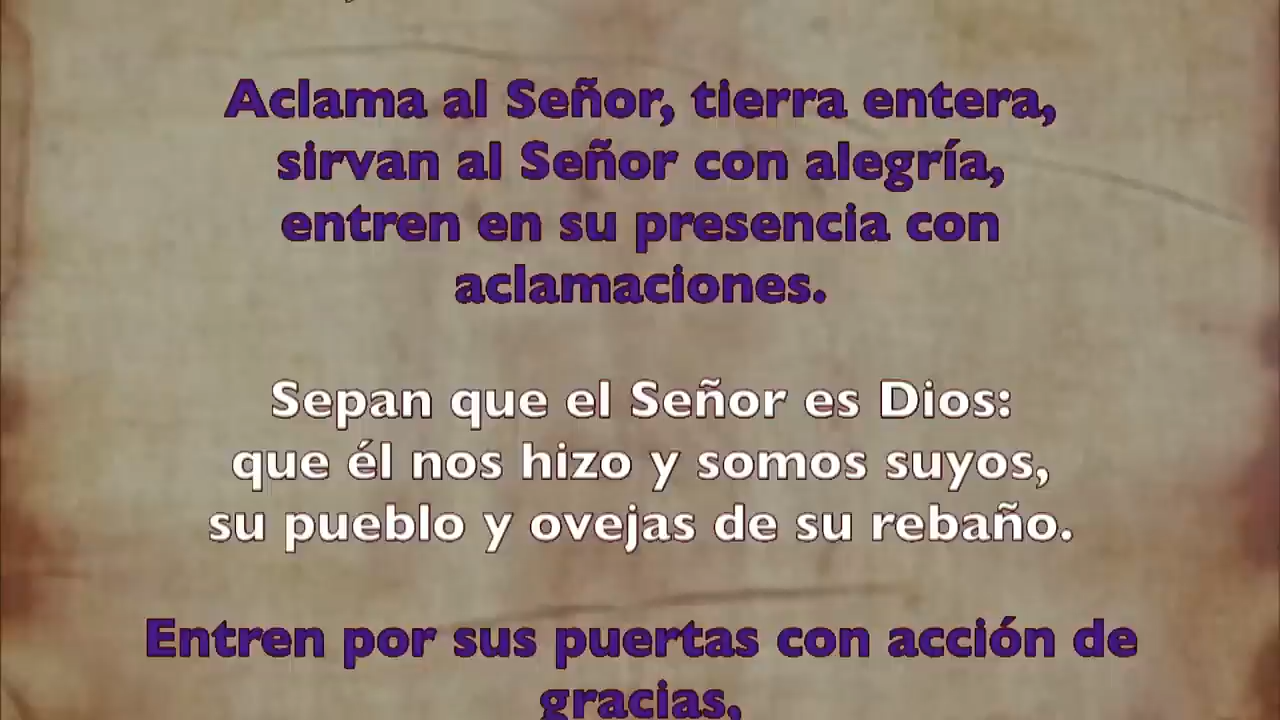 Aclama al Señor, tierra entera,
sirvan al Señor con alegría,
entren en su presencia con
aclamaciones.
Sepan que el Señor es Dios:
que él nos hizo y somos suyos,
su pueblo y ovejas de su rebaño.
Entren por sus puertas con acción de
gracias,